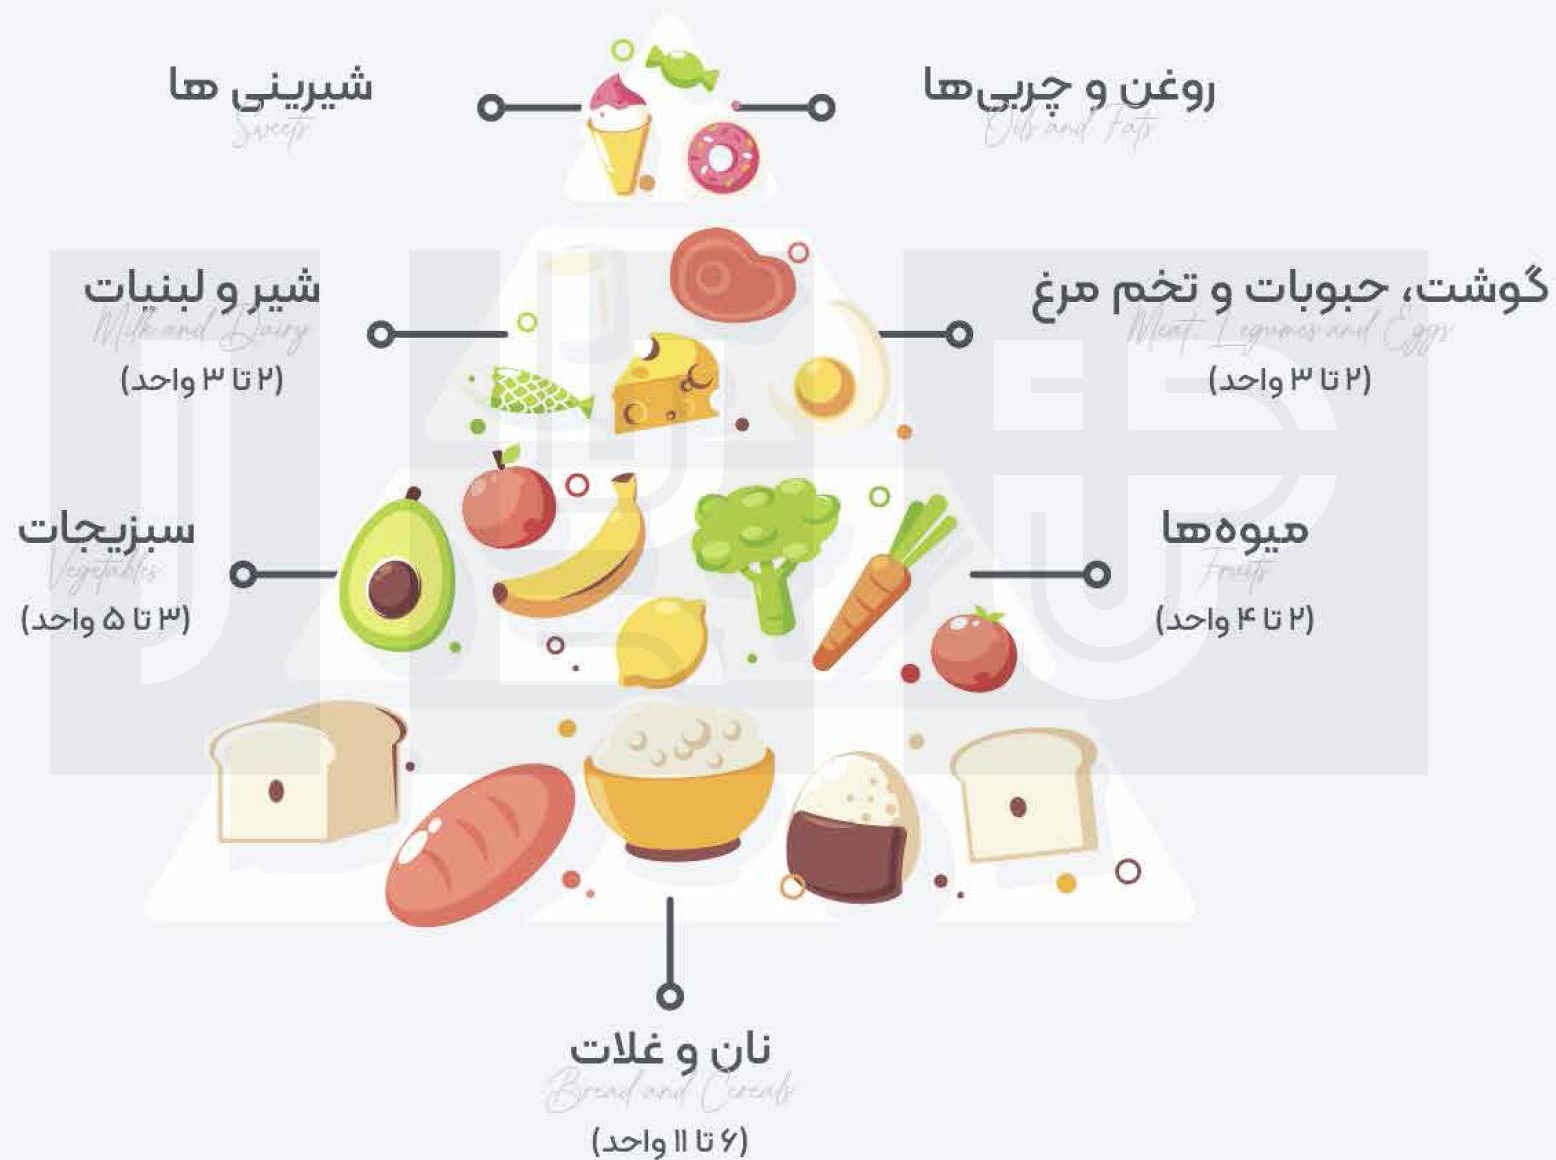 روغن و چربی‌ها
Oils and Fats
شیرینی ها
Sweets
گوشت، حبوبات و تخم مرغ
Meat, Legumes and Eggs
(۲ تا ۳ واحد)
شیر و لبنیات
Milk and Dairy
(۲ تا ۳ واحد)
میوه‌ها
Fruits
(۲ تا ۴ واحد)
سبزیجات
Vegetables
(۳ تا ۵ واحد)
نان و غلات
Bread and Cereals
(۶ تا ۱۱ واحد)